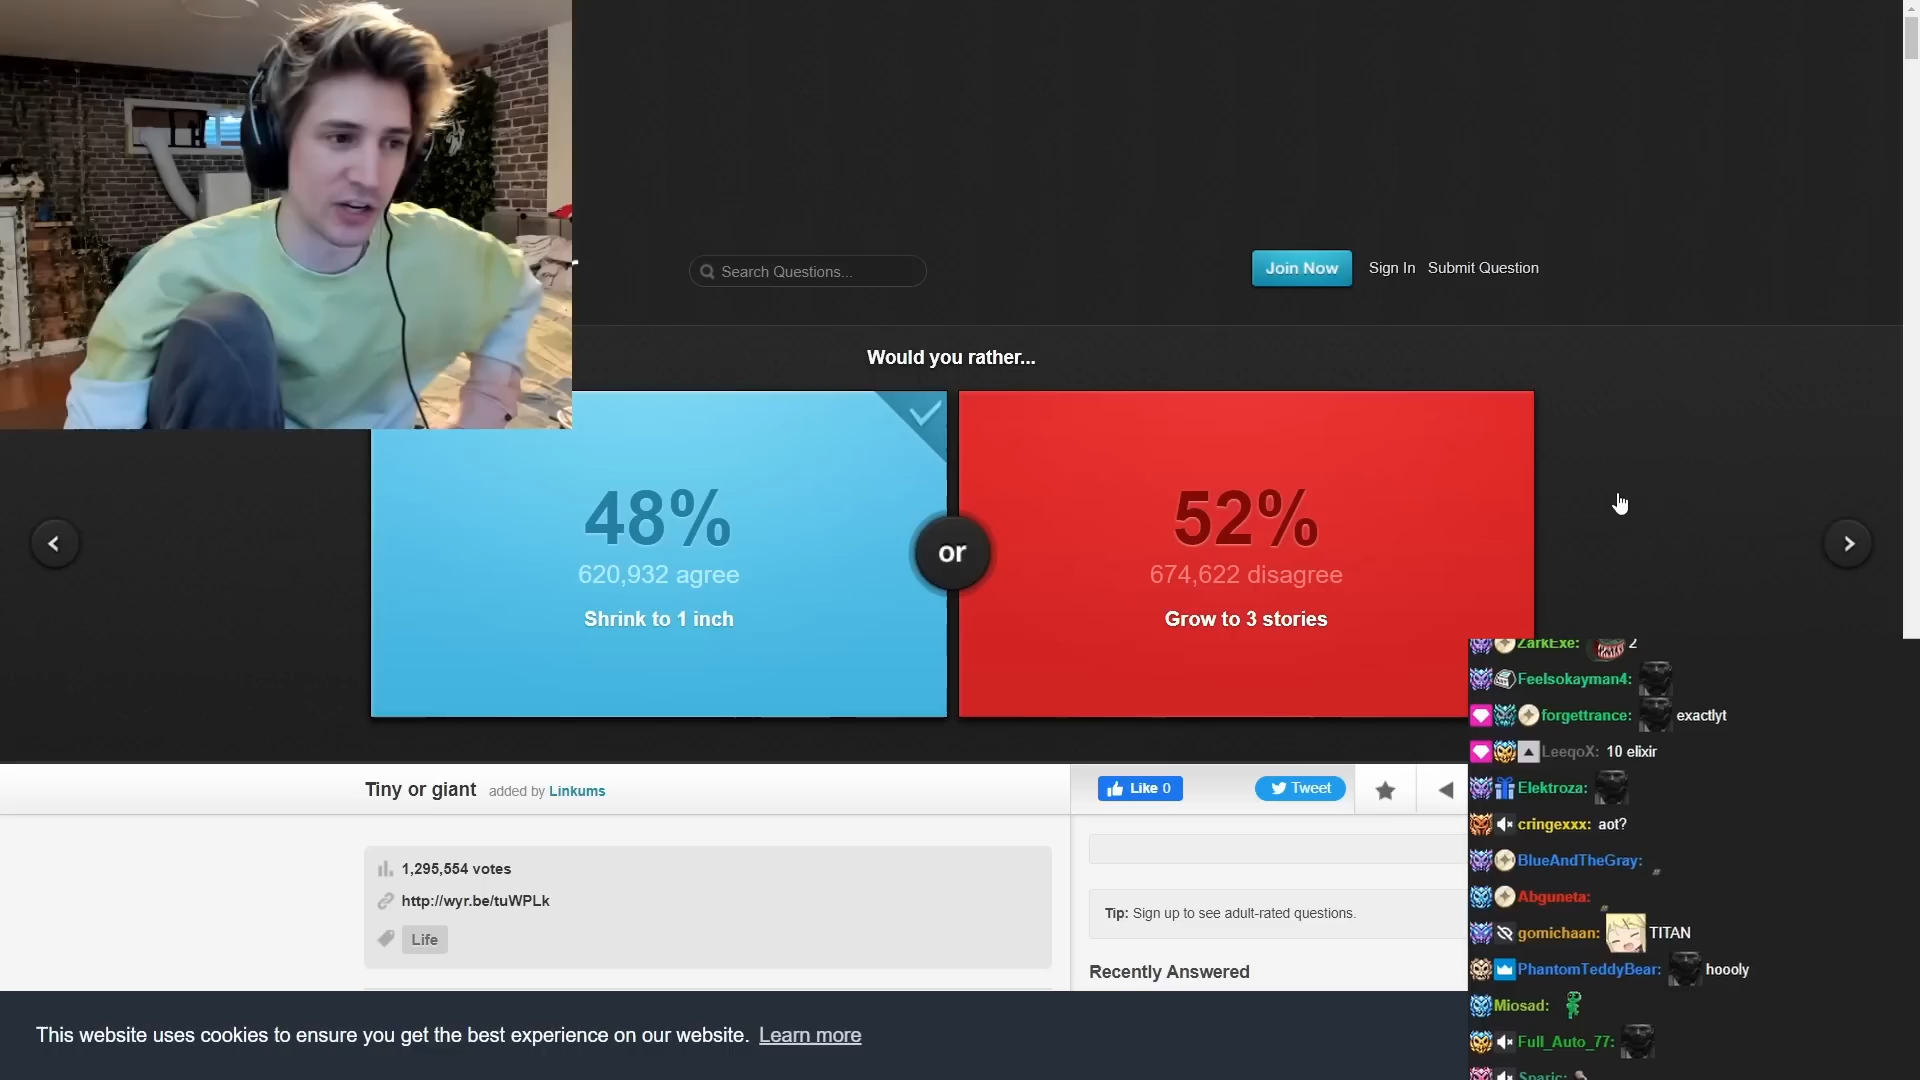 Search Questions...
Join Now
Sign In
Submit Question
Would you rather...
48%
620,932 agree
Shrink to 1 inch
or
52%
674,622 disagree
Grow to 3 stories
Tiny or giant added by Linkums
Like 0
Tweet
1,295,554 votes
http://wyr.be/tuWPLk
Life
Tip: Sign up to see adult-rated questions.
Recently Answered
This website uses cookies to ensure you get the best experience on our website. Learn more
ZarkExe: 2
Feelsokayman4:
forgettrance: exactlyt
LeeqoX: 10 elixir
Elektroza:
cringexxx: aot?
BlueAndTheGray:
Abguneta:
gomichaan: TITAN
PhantomTeddyBear: hoooly
Miosad:
Full_Auto_77: